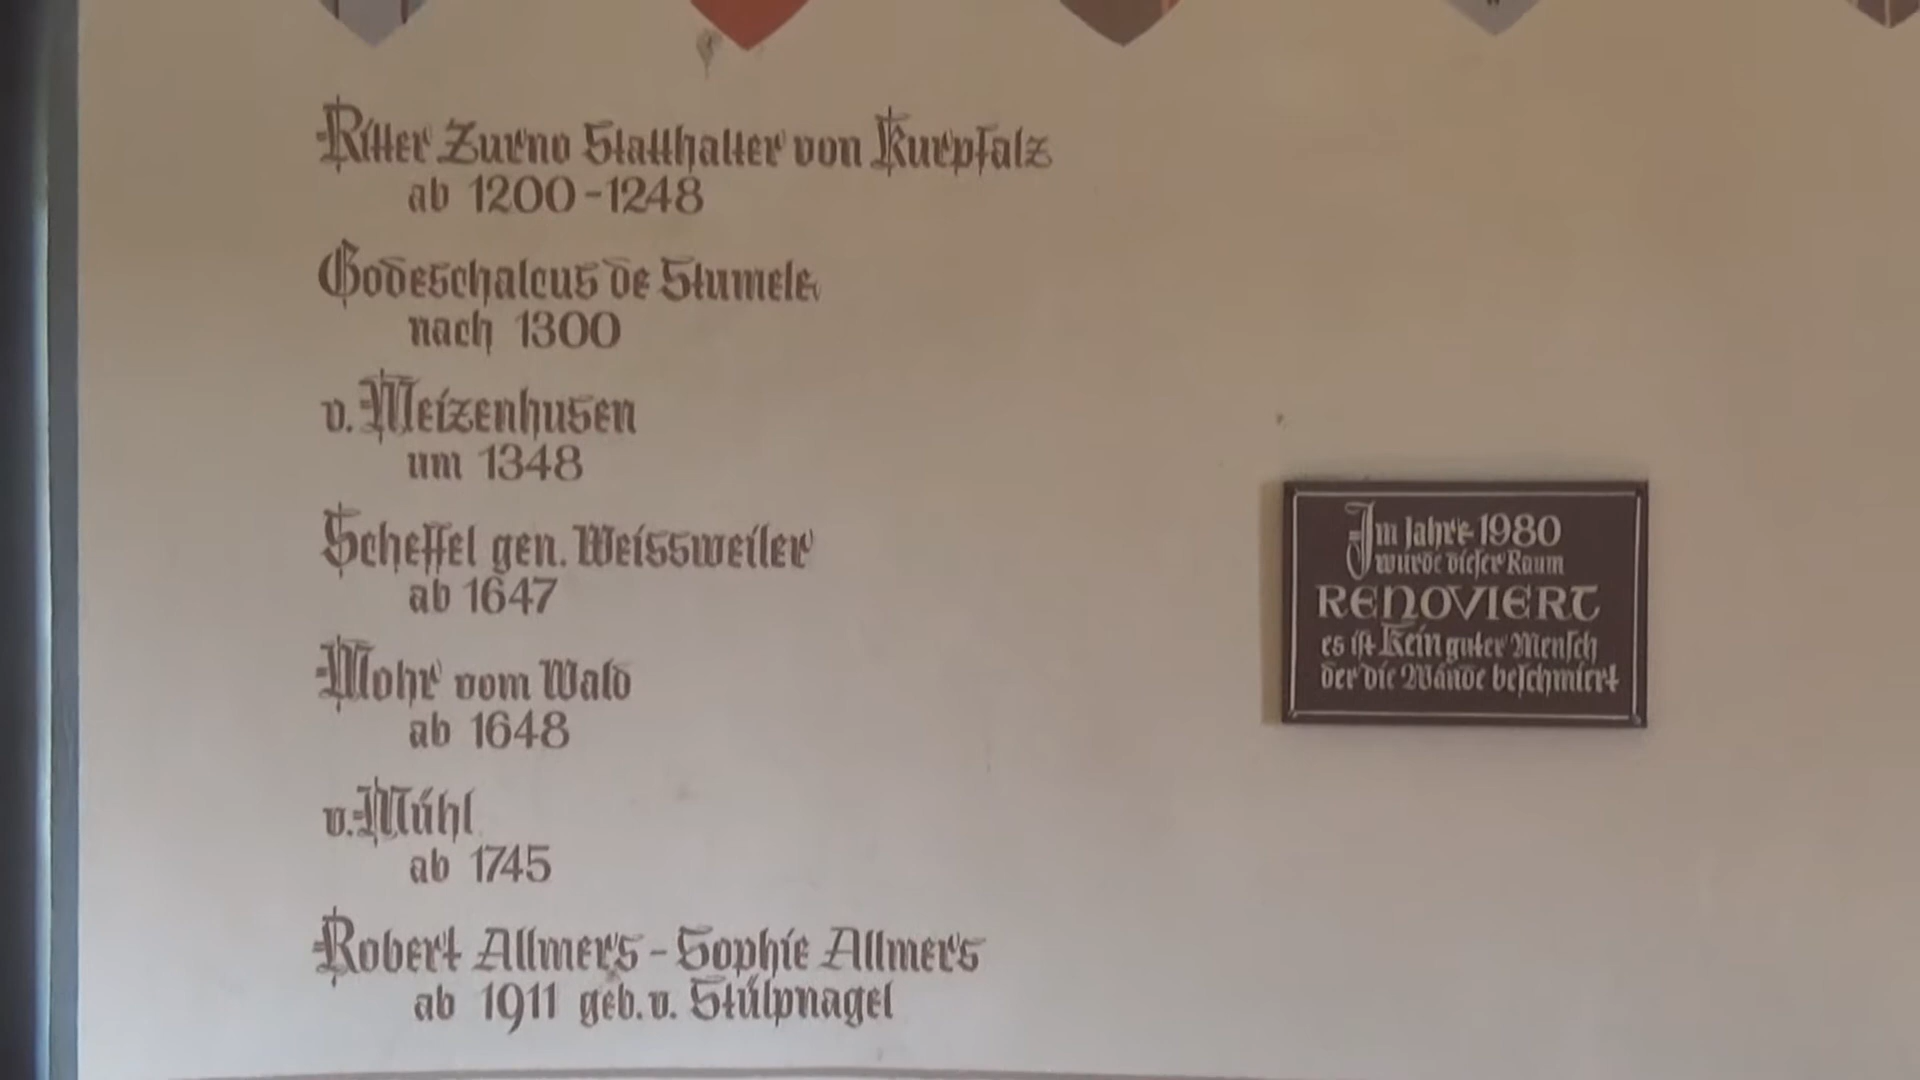 Ritter Zurno Statthalter von Kurpfalz
ab 1200-1248
Godeschalcus de Stumele
nach 1300
v. Meizenhusen
um 1348
Scheffel gen. Weissweiler
ab 1647
Mohr vom Wald
ab 1648
v. Mühl
ab 1745
Robert Allmers - Sophie Allmers
ab 1911 geb. v. Stülpnagel
Im Jahre 1980
wurde dieser Raum
RENOVIERT
es ist kein guter Mensch
der die Wände beschmiert